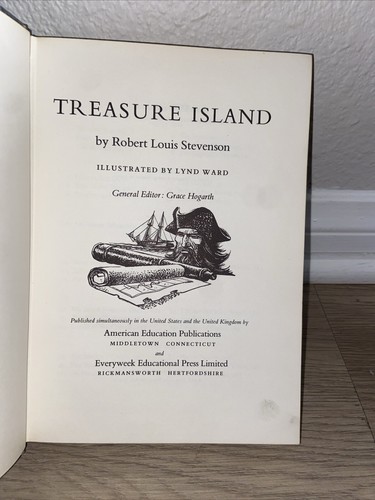 TREASURE ISLAND
by Robert Louis Stevenson
ILLUSTRATED BY LYND WARD
General Editor: Grace Hogarth
Published simultaneously in the United States and the United Kingdom by
American Education Publications
MIDDLETOWN CONNECTICUT
and
Everyweek Educational Press Limited
RICKMANSWORTH HERTFORDSHIRE